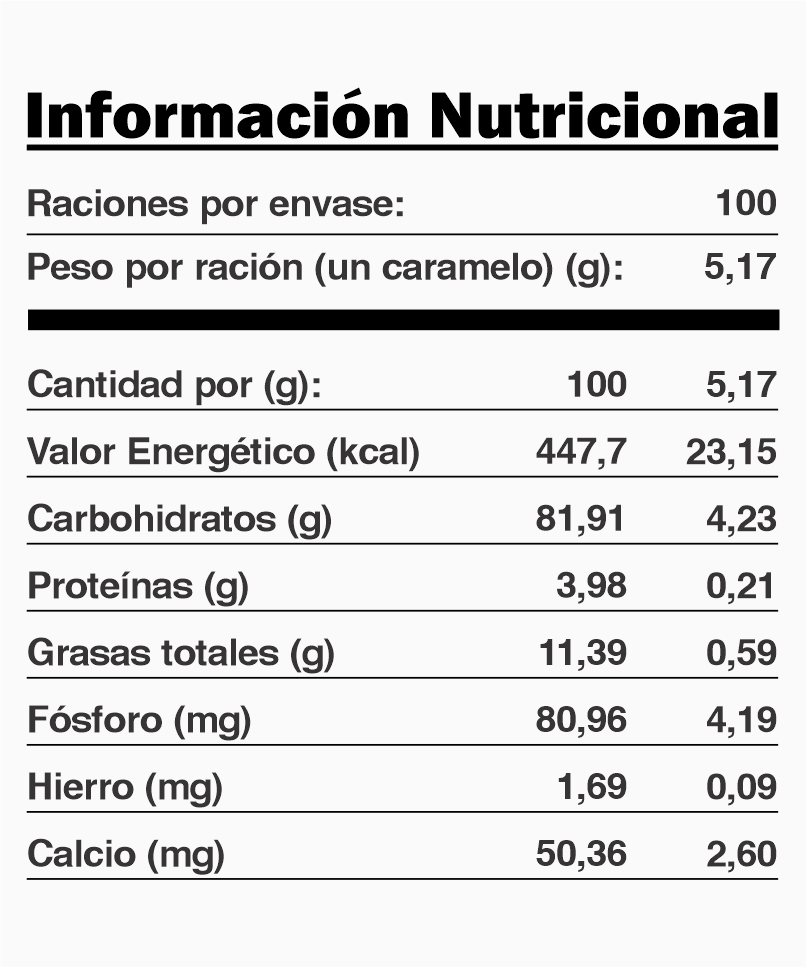 Información Nutricional
Raciones por envase: 100
Peso por ración (un caramelo) (g): 5,17
Cantidad por (g): 100 5,17
Valor Energético (kcal) 447,7 23,15
Carbohidratos (g) 81,91 4,23
Proteínas (g) 3,98 0,21
Grasas totales (g) 11,39 0,59
Fósforo (mg) 80,96 4,19
Hierro (mg) 1,69 0,09
Calcio (mg) 50,36 2,60